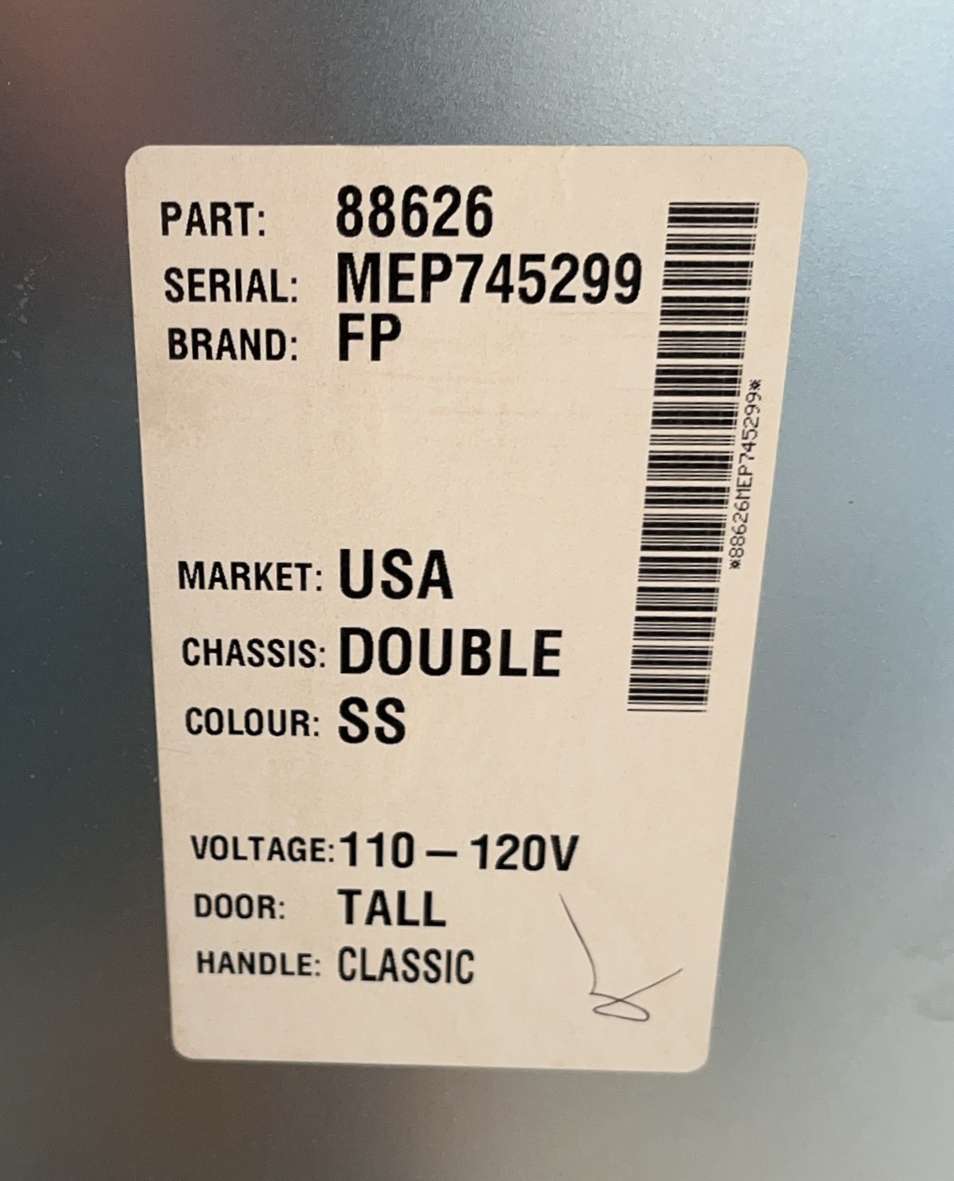 PART: 88626
SERIAL: MEP745299
BRAND: FP
MARKET: USA
CHASSIS: DOUBLE
COLOUR: SS
VOLTAGE: 110 – 120V
DOOR: TALL
HANDLE: CLASSIC
*88626MEP745299*